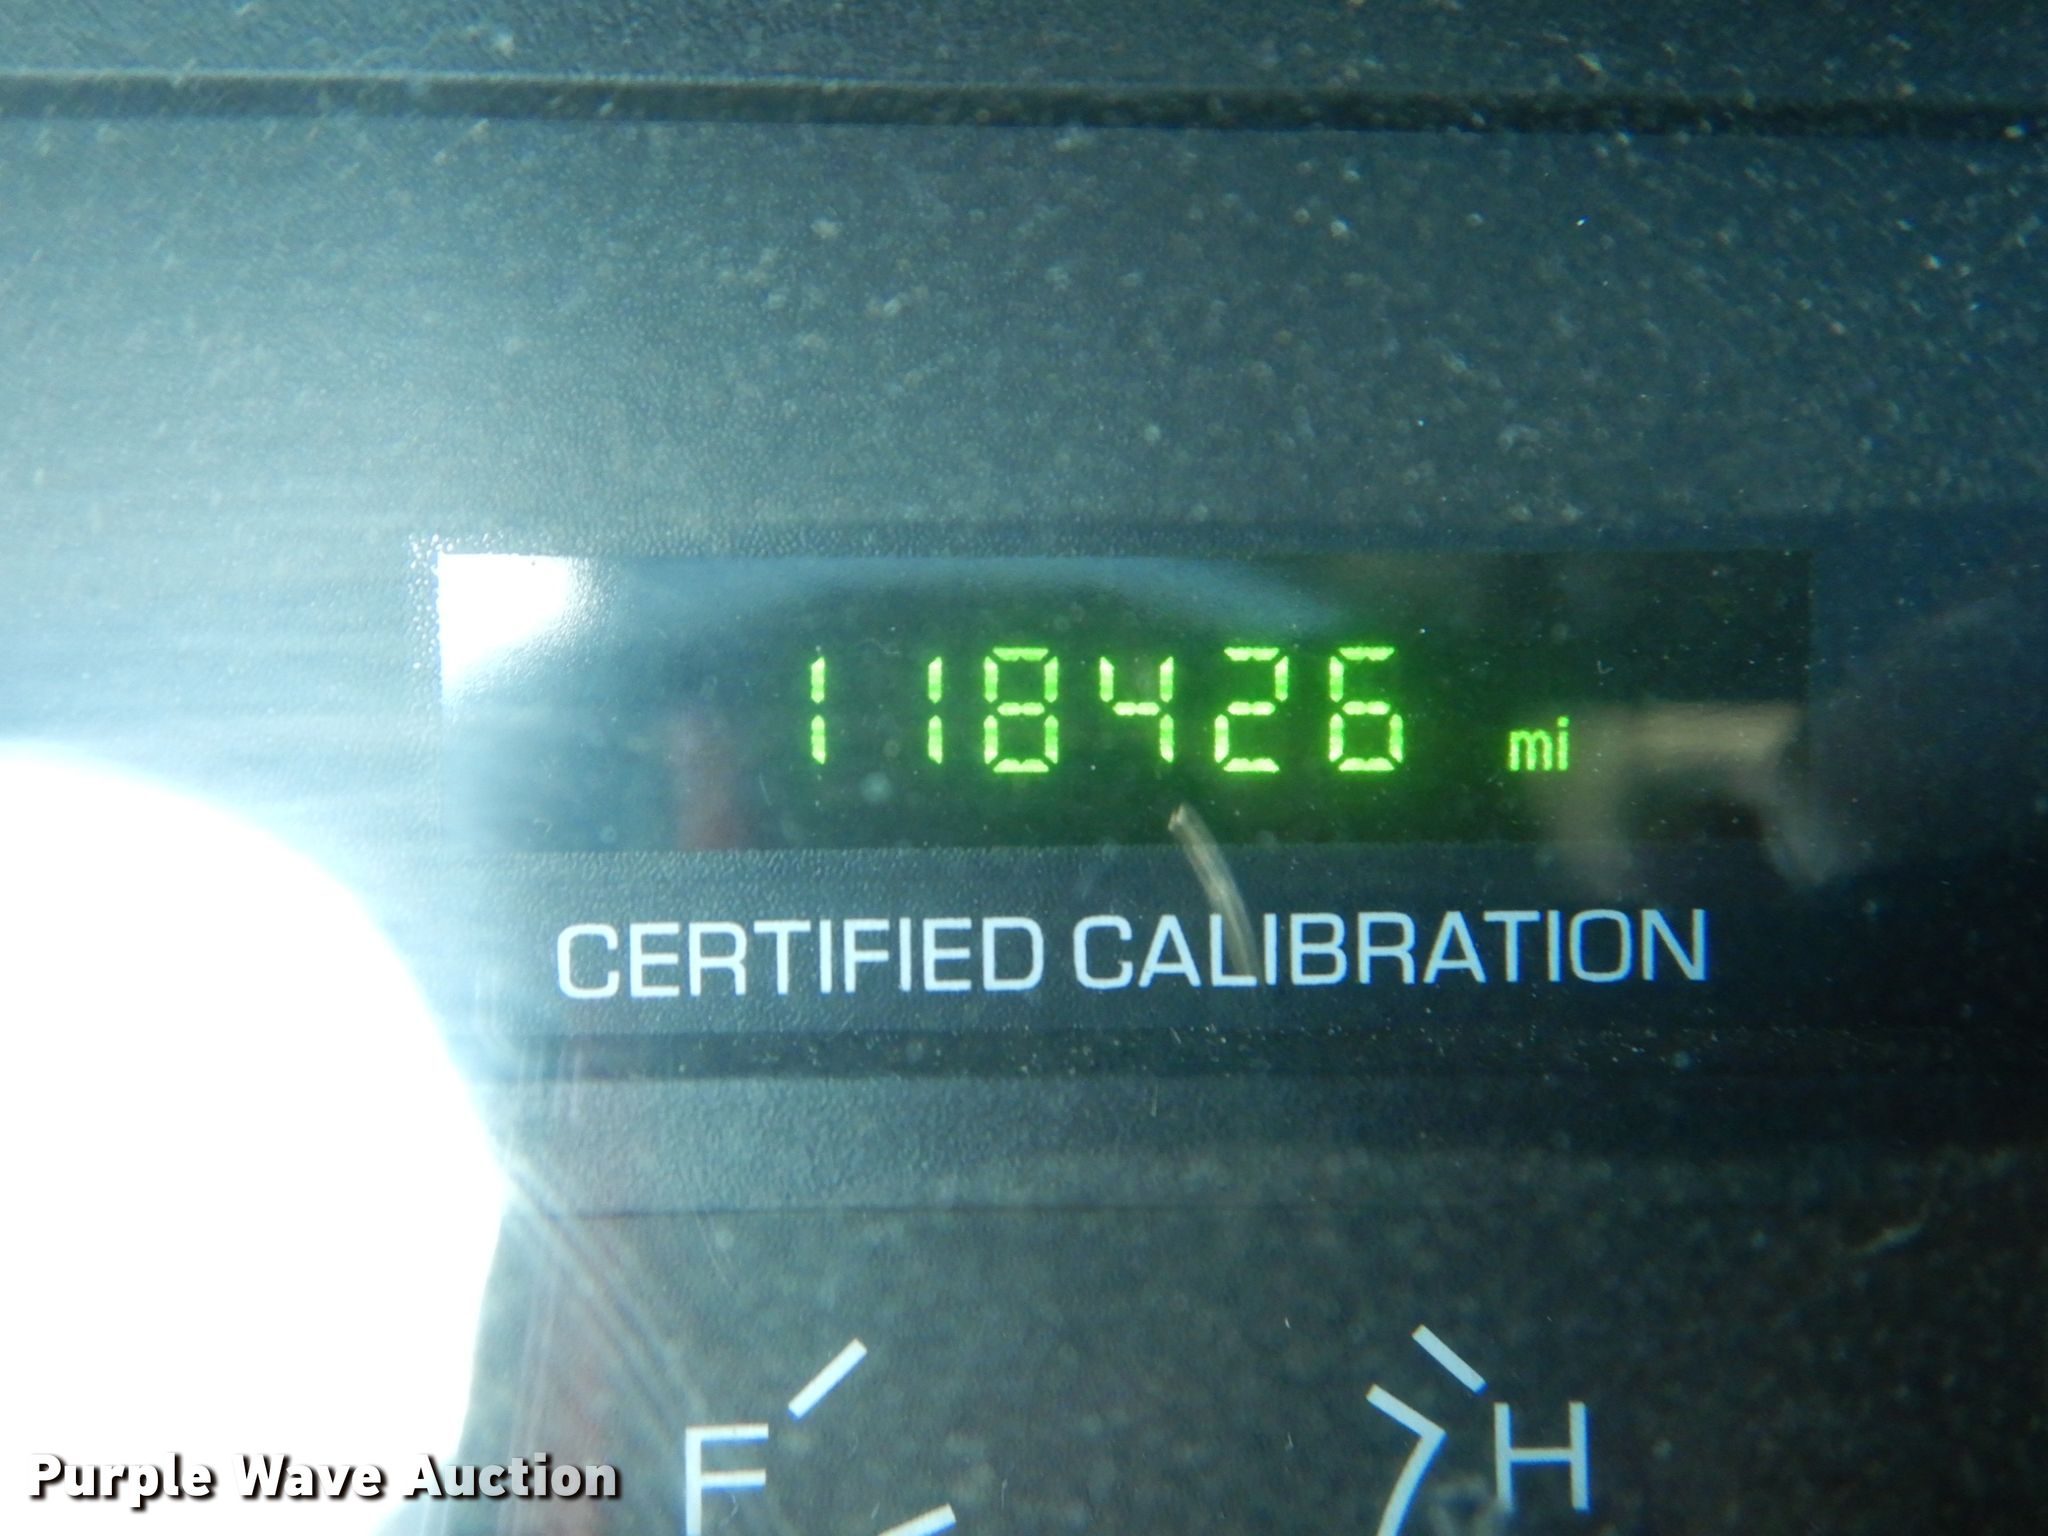 118426 mi
CERTIFIED CALIBRATION
F H
Purple Wave Auction